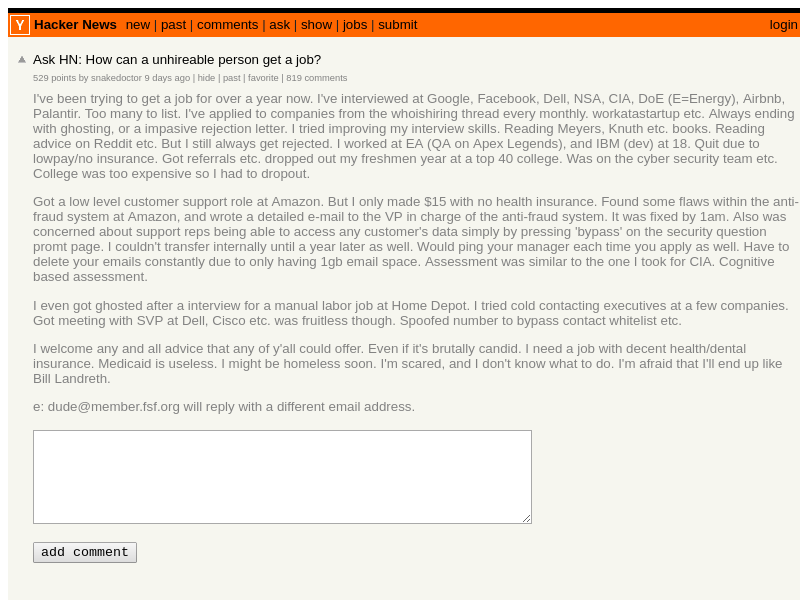 Y Hacker News new | past | comments | ask | show | jobs | submit login
Ask HN: How can a unhireable person get a job?
529 points by snakedoctor 9 days ago | hide | past | favorite | 819 comments
I've been trying to get a job for over a year now. I've interviewed at Google, Facebook, Dell, NSA, CIA, DoE (E=Energy), Airbnb,
Palantir. Too many to list. I've applied to companies from the whoishiring thread every monthly. workatastartup etc. Always ending
with ghosting, or a impasive rejection letter. I tried improving my interview skills. Reading Meyers, Knuth etc. books. Reading
advice on Reddit etc. But I still always get rejected. I worked at EA (QA on Apex Legends), and IBM (dev) at 18. Quit due to
lowpay/no insurance. Got referrals etc. dropped out my freshmen year at a top 40 college. Was on the cyber security team etc.
College was too expensive so I had to dropout.
Got a low level customer support role at Amazon. But I only made $15 with no health insurance. Found some flaws within the anti-
fraud system at Amazon, and wrote a detailed e-mail to the VP in charge of the anti-fraud system. It was fixed by 1am. Also was
concerned about support reps being able to access any customer's data simply by pressing 'bypass' on the security question
promt page. I couldn't transfer internally until a year later as well. Would ping your manager each time you apply as well. Have to
delete your emails constantly due to only having 1gb email space. Assessment was similar to the one I took for CIA. Cognitive
based assessment.
I even got ghosted after a interview for a manual labor job at Home Depot. I tried cold contacting executives at a few companies.
Got meeting with SVP at Dell, Cisco etc. was fruitless though. Spoofed number to bypass contact whitelist etc.
I welcome any and all advice that any of y'all could offer. Even if it's brutally candid. I need a job with decent health/dental
insurance. Medicaid is useless. I might be homeless soon. I'm scared, and I don't know what to do. I'm afraid that I'll end up like
Bill Landreth.
e: dude@member.fsf.org will reply with a different email address.
add comment